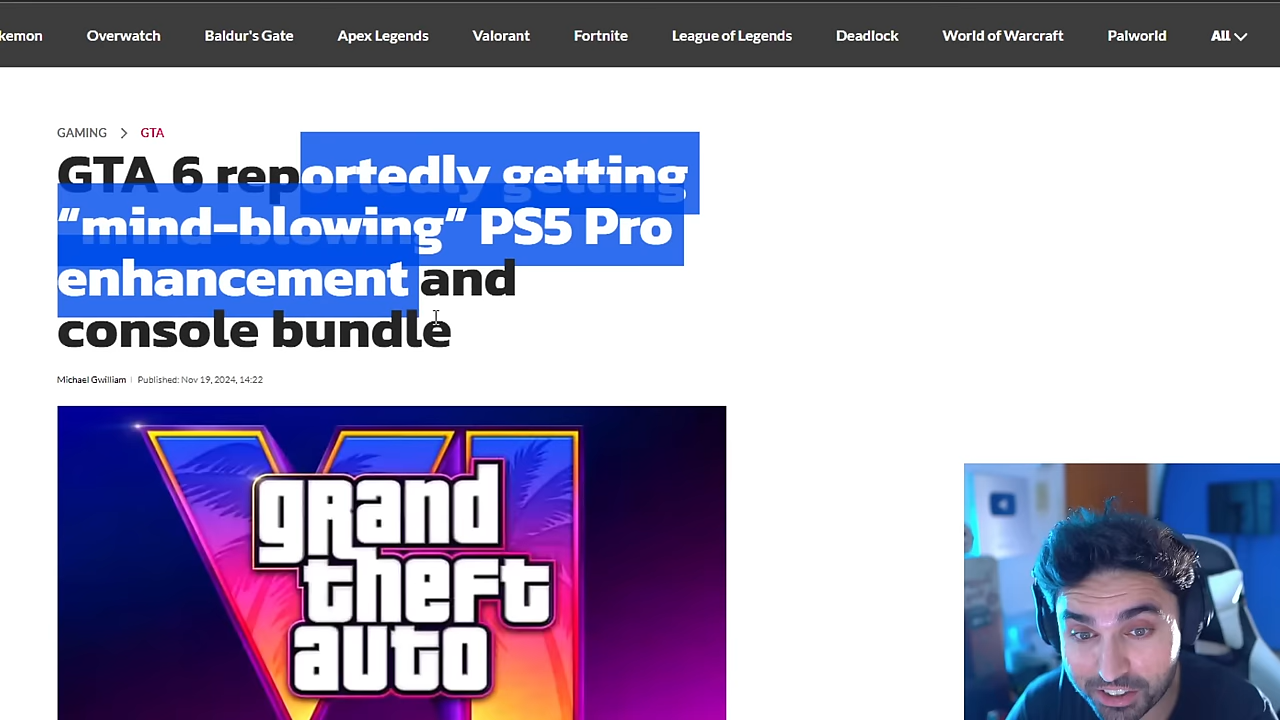 kemon Overwatch Baldur's Gate Apex Legends Valorant Fortnite League of Legends Deadlock World of Warcraft Palworld All
GAMING > GTA
GTA 6 reportedly getting
“mind-blowing” PS5 Pro
enhancement and
console bundle
Michael Gwilliam | Published: Nov 19, 2024, 14:22
VI
grand
theft
auto